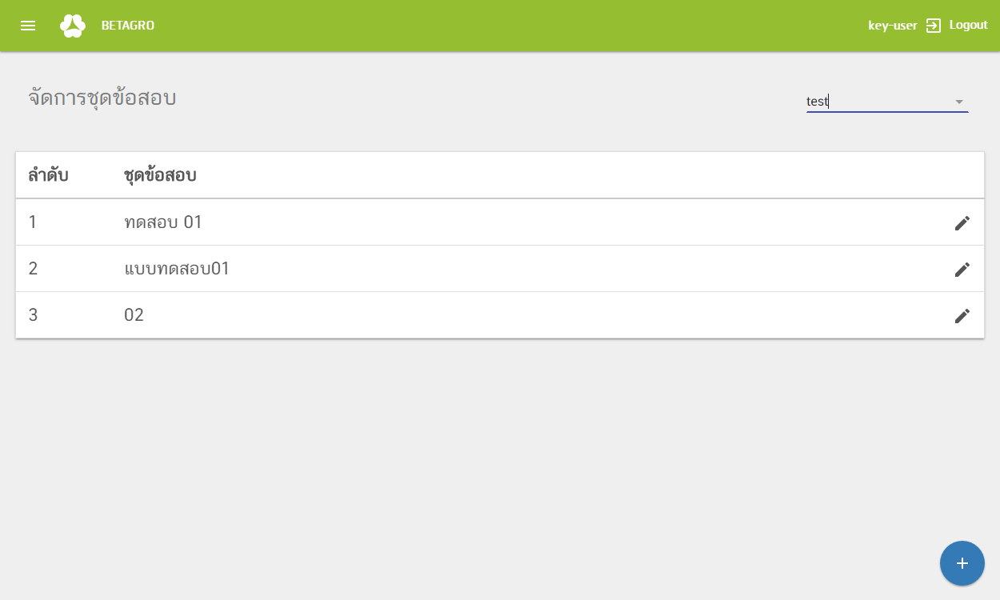 BETAGRO
key-user Logout
จัดการชุดข้อสอบ
test
ลำดับ ชุดข้อสอบ
1 ทดสอบ 01
2 แบบทดสอบ01
3 02